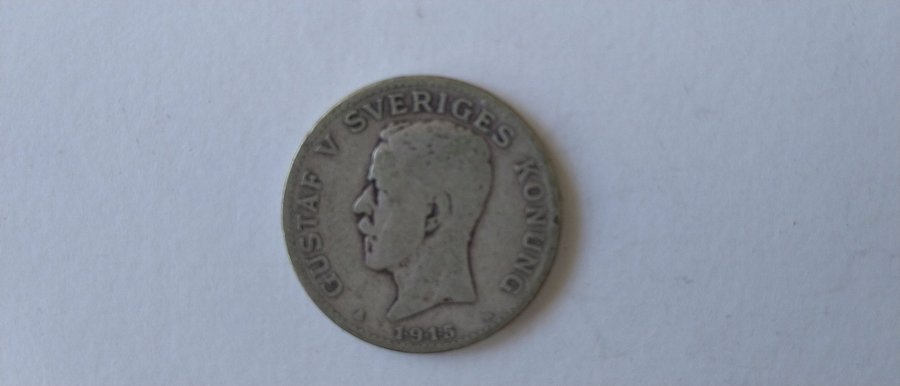 GUSTAF V SVERIGES KONUNG
1915